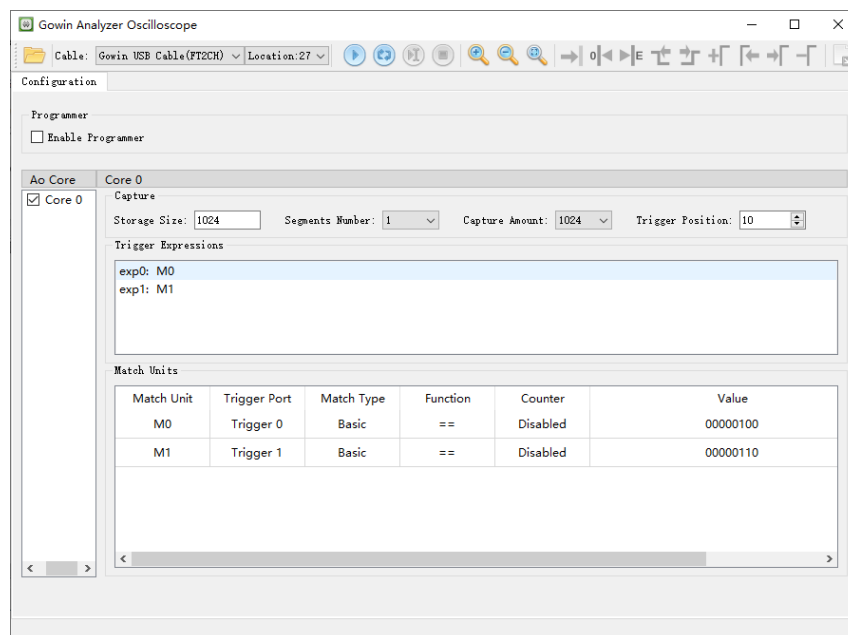 Gowin Analyzer Oscilloscope
Cable: Gowin USB Cable(FT2CH) Location:27
Configuration
Programmer
Enable Programmer
Ao Core
Core 0
Core 0
Capture
Storage Size: 1024 Segments Number: 1 Capture Amount: 1024 Trigger Position: 10
Trigger Expressions
exp0: M0
exp1: M1
Match Units
Match Unit Trigger Port Match Type Function Counter Value
M0 Trigger 0 Basic == Disabled 00000100
M1 Trigger 1 Basic == Disabled 00000110